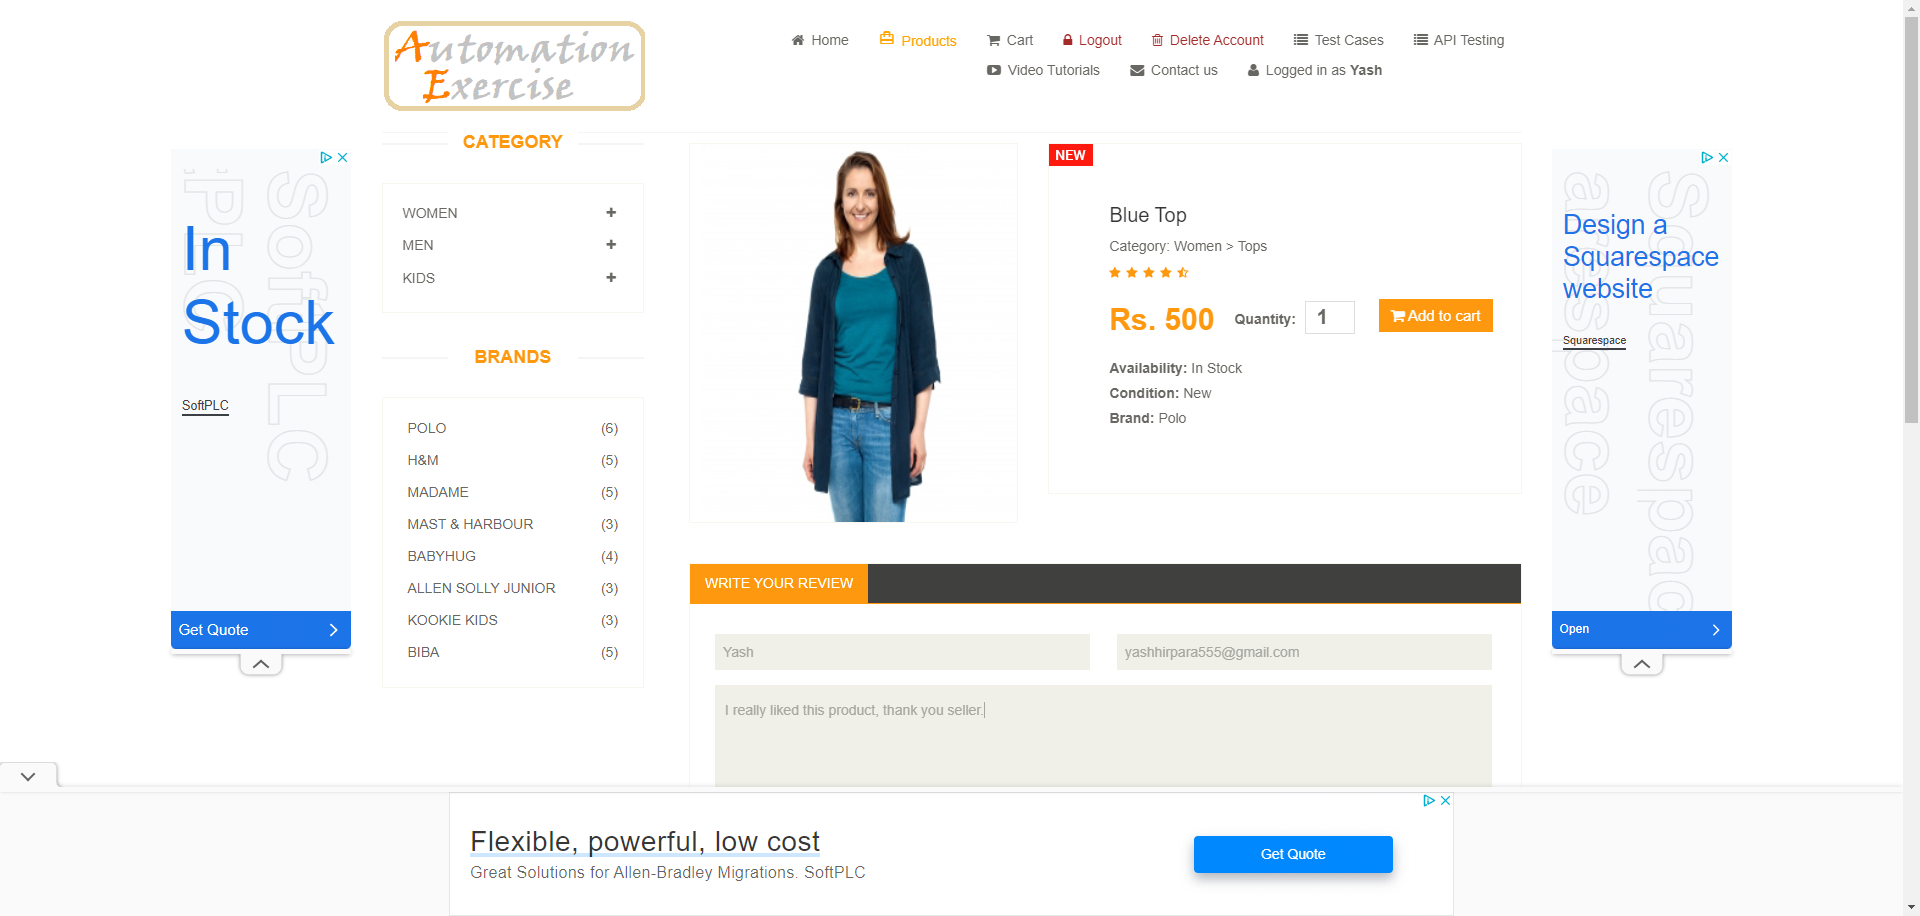 Automation
Exercise
Home
Products
Cart
Logout
Delete Account
Test Cases
API Testing
Video Tutorials
Contact us
Logged in as Yash
CATEGORY
WOMEN
MEN
KIDS
BRANDS
POLO (6)
H&M (5)
MADAME (5)
MAST & HARBOUR (3)
BABYHUG (4)
ALLEN SOLLY JUNIOR (3)
KOOKIE KIDS (3)
BIBA (5)
NEW
Blue Top
Category: Women > Tops
Rs. 500 Quantity: 1 Add to cart
Availability: In Stock
Condition: New
Brand: Polo
WRITE YOUR REVIEW
Yash
yashhirpara555@gmail.com
I really liked this product, thank you seller.
SoftPLC
In
Stock
SoftPLC
Get Quote
Squarespace
Design a
Squarespace
website
Squarespace
Open
Flexible, powerful, low cost
Great Solutions for Allen-Bradley Migrations. SoftPLC
Get Quote